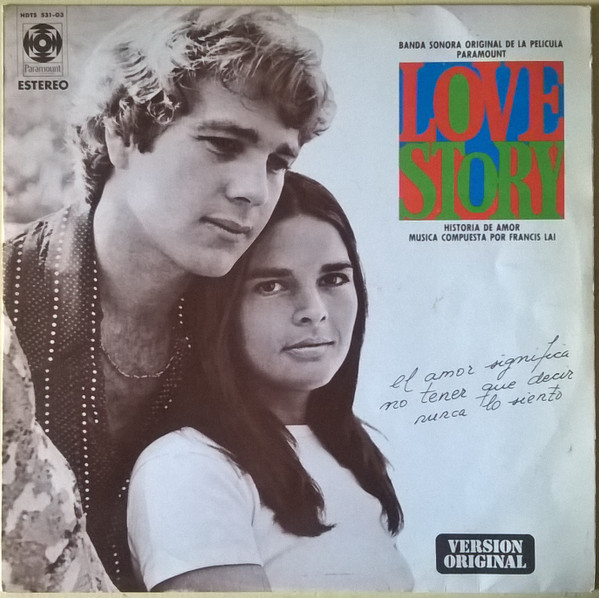 HDTS 531-03
Paramount
ESTEREO
BANDA SONORA ORIGINAL DE LA PELICULA
PARAMOUNT
LOVE
STORY
HISTORIA DE AMOR
MUSICA COMPUESTA POR FRANCIS LAI
el amor significa
no tener que decir
nunca lo siento
VERSION
ORIGINAL